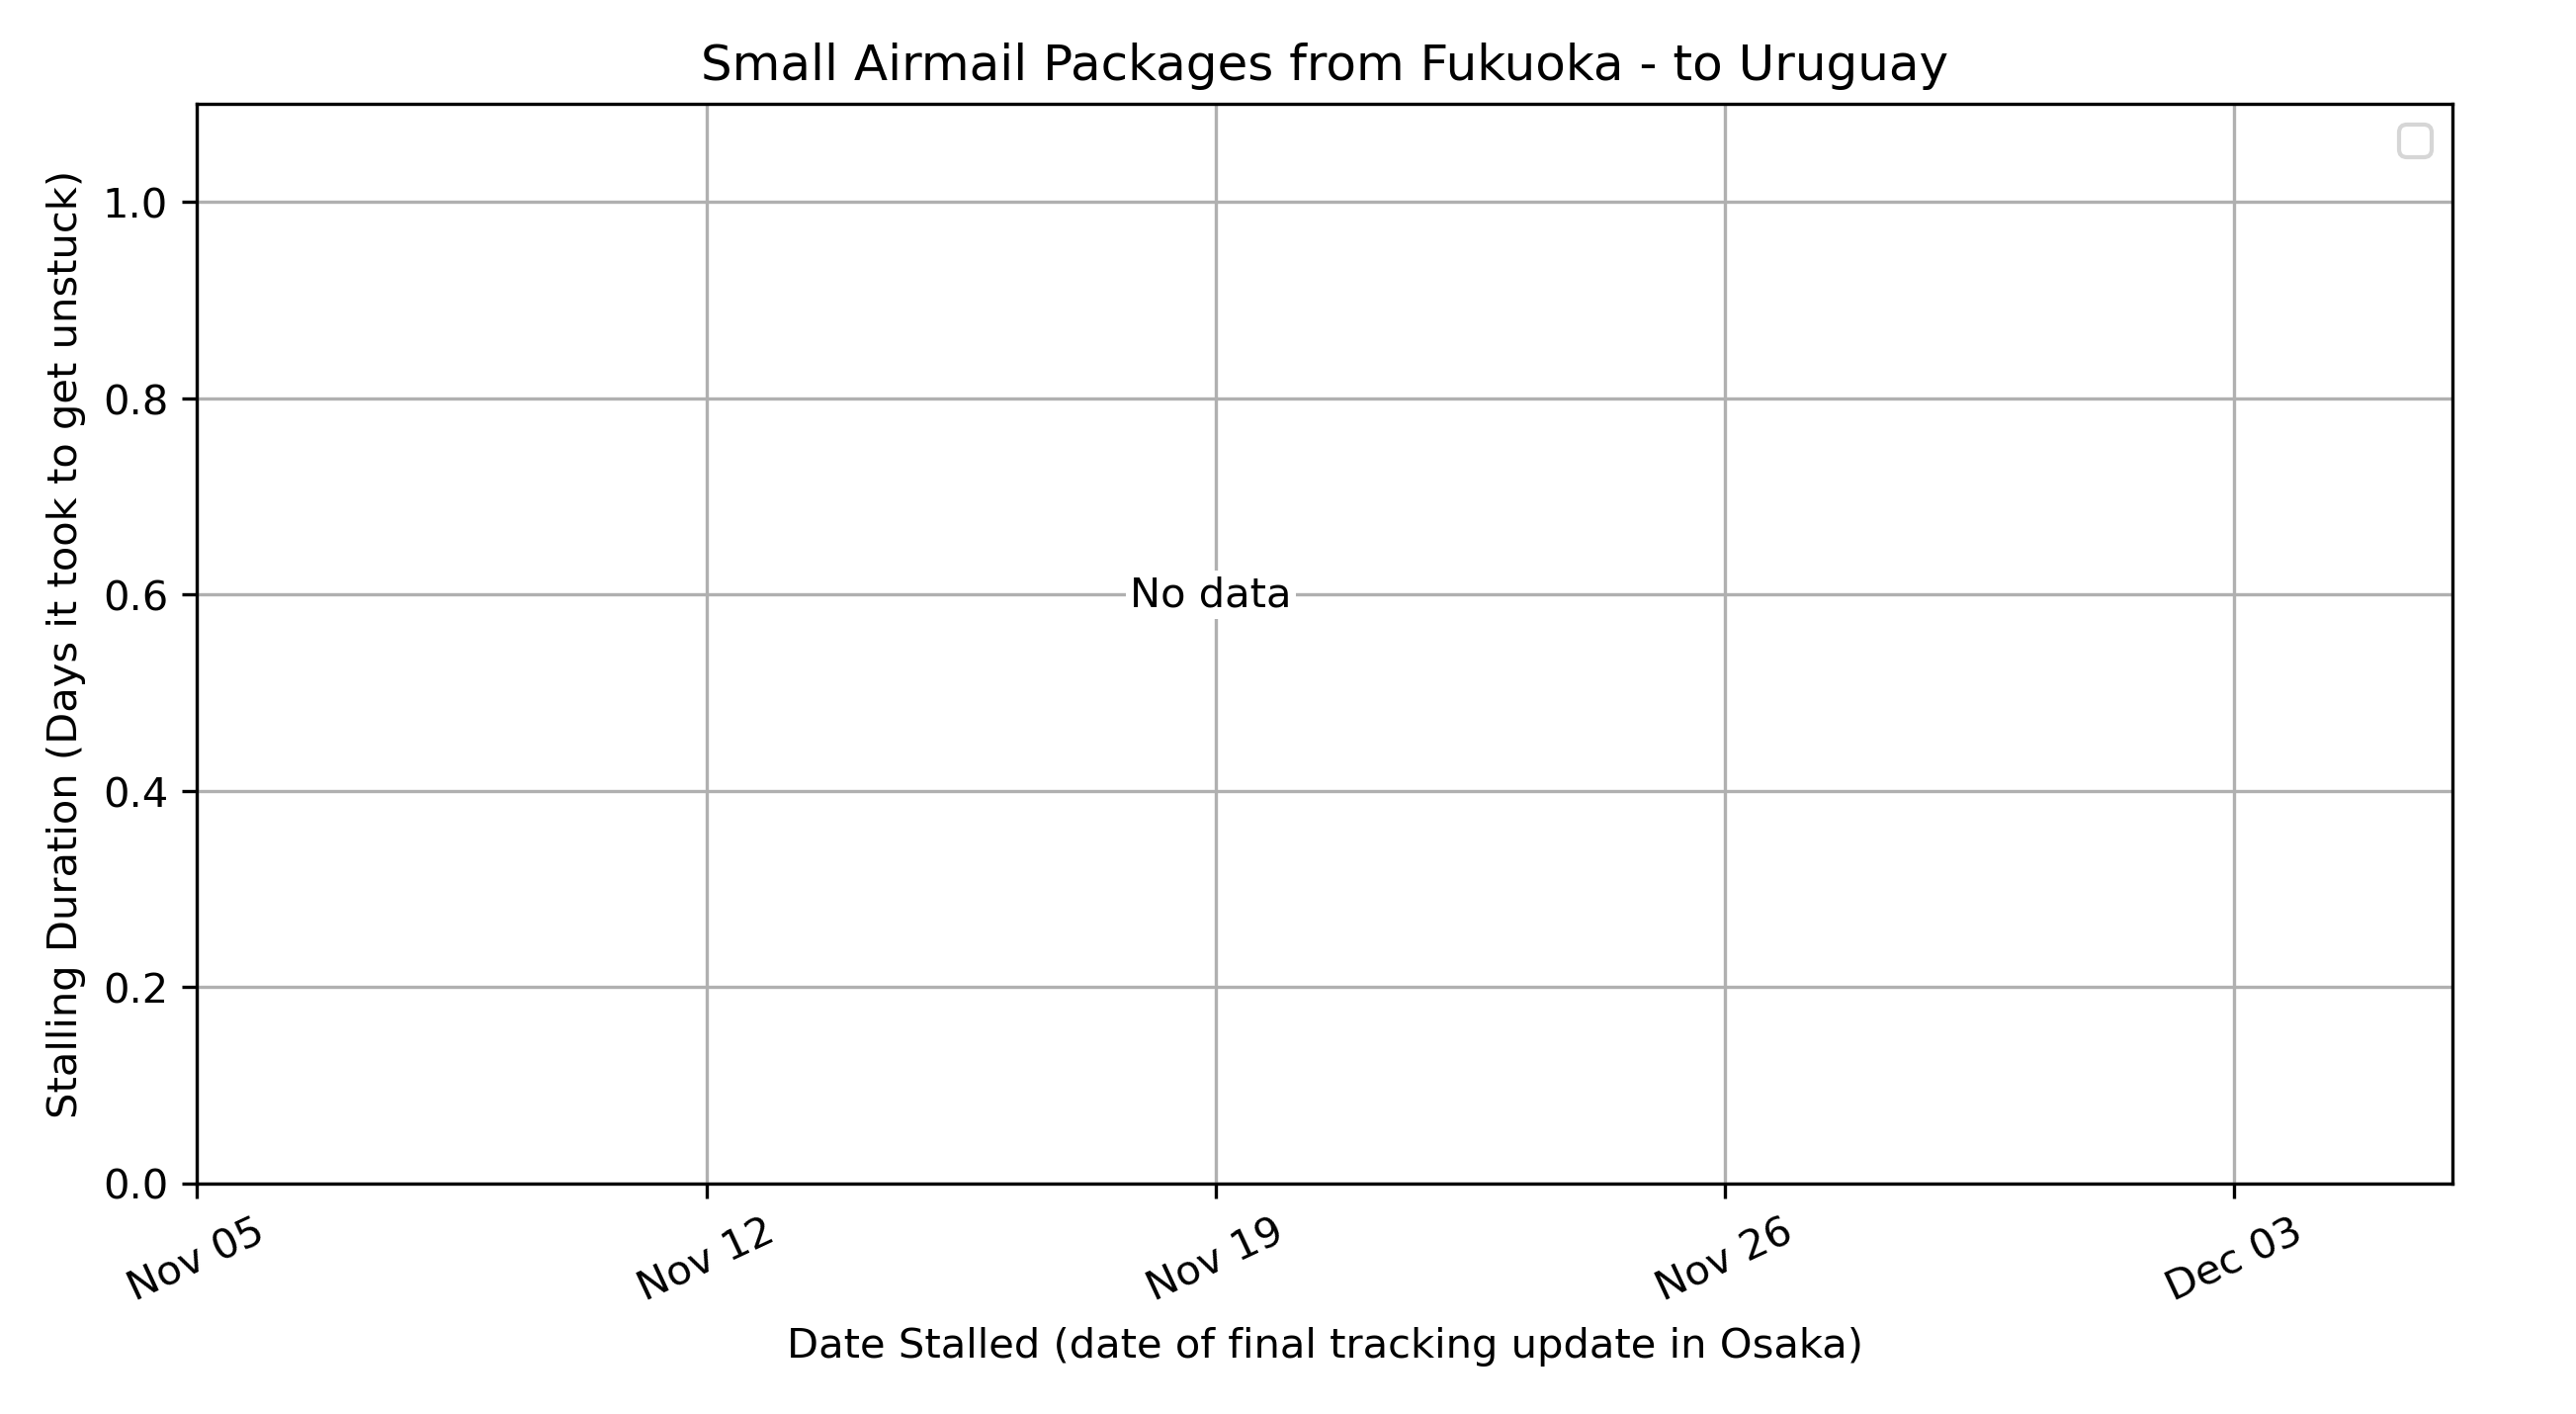 Small Airmail Packages from Fukuoka - to Uruguay
Stalling Duration (Days it took to get unstuck)
1.0
0.8
0.6
0.4
0.2
0.0
No data
Nov 05
Nov 12
Nov 19
Nov 26
Dec 03
Date Stalled (date of final tracking update in Osaka)